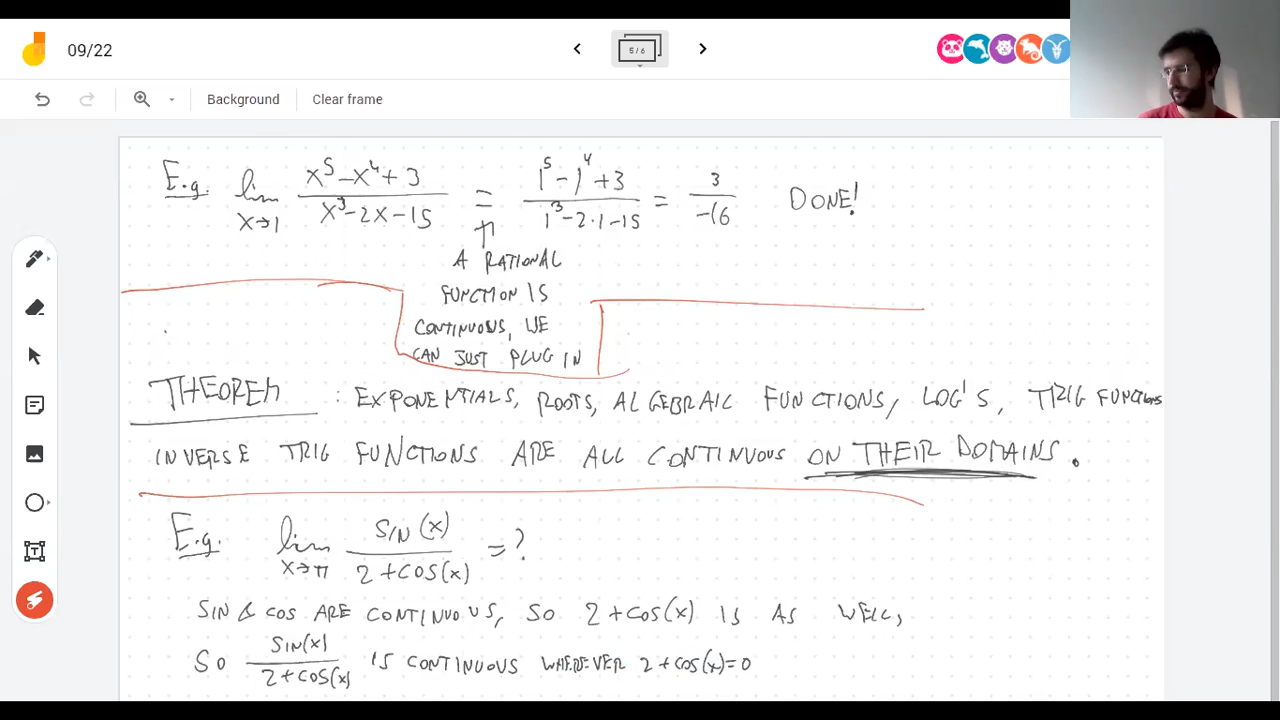 09/22
5/6
Background
Clear frame
E.g. lim x→1 (x^5 - x^4 + 3)/(x^3 - 2x - 15) = (1^5 - 1^4 + 3)/(1^3 - 2·1 - 15) = 3/-16 DONE!
A RATIONAL
FUNCTION IS
CONTINUOUS, WE
CAN JUST PLUG IN
THEOREM : EXPONENTIALS, ROOTS, ALGEBRAIC FUNCTIONS, LOG'S, TRIG FUNCTIONS
INVERSE TRIG FUNCTIONS ARE ALL CONTINUOUS ON THEIR DOMAINS.
E.g. lim x→π SIN(x)/(2+COS(x)) = ?
SIN & COS ARE CONTINUOUS, SO 2+COS(x) IS AS WELL,
SO SIN(x)/(2+COS(x)) IS CONTINUOUS WHEREVER 2+COS(x)=0